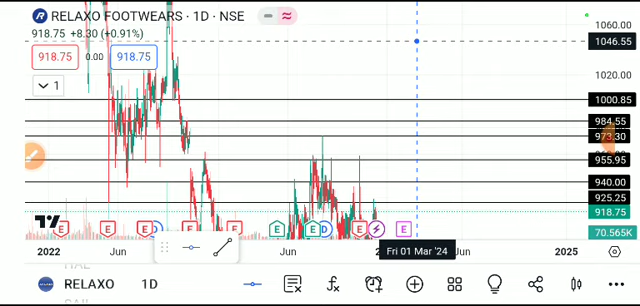 RELAXO FOOTWEARS · 1D · NSE
918.75 +8.30 (+0.91%)
918.75 0.00 918.75
1
1060.00
1046.55
1020.00
1000.85
984.55
973.30
955.95
940.00
925.25
918.75
70.565K
E E E D E E E E D E E
2022 Jun Jun Fri 01 Mar '24 2025
RELAXO 1D